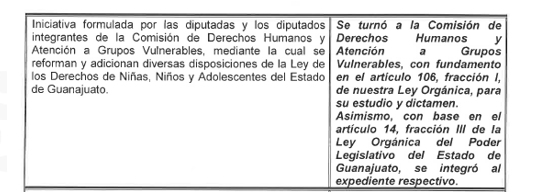 Iniciativa formulada por las diputadas y los diputados
integrantes de la Comisión de Derechos Humanos y
Atención a Grupos Vulnerables, mediante la cual se
reforman y adicionan diversas disposiciones de la Ley de
los Derechos de Niñas, Niños y Adolescentes del Estado
de Guanajuato.
Se turnó a la Comisión de
Derechos Humanos y
Atención a Grupos
Vulnerables, con fundamento
en el artículo 106, fracción I,
de nuestra Ley Orgánica, para
su estudio y dictamen.
Asimismo, con base en el
artículo 14, fracción III de la
Ley Orgánica del Poder
Legislativo del Estado de
Guanajuato, se integró al
expediente respectivo.